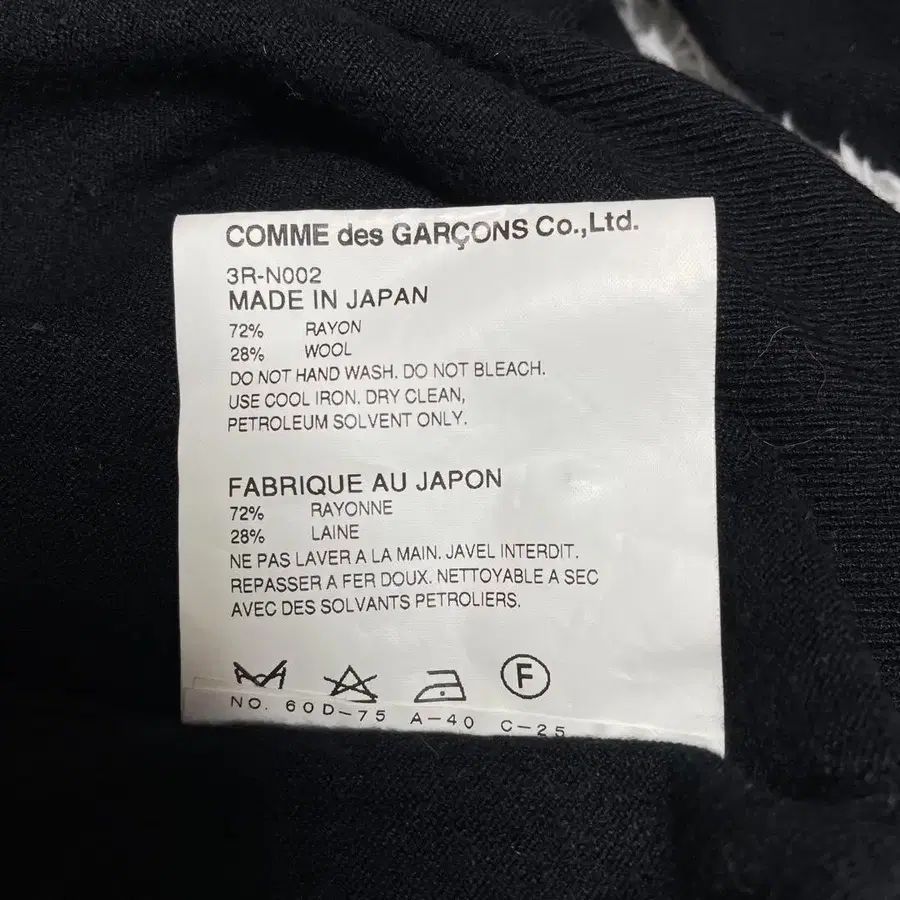 COMME des GARÇONS Co.,Ltd.
3R-N002
MADE IN JAPAN
72% RAYON
28% WOOL
DO NOT HAND WASH. DO NOT BLEACH.
USE COOL IRON. DRY CLEAN,
PETROLEUM SOLVENT ONLY.
FABRIQUE AU JAPON
72% RAYONNE
28% LAINE
NE PAS LAVER A LA MAIN. JAVEL INTERDIT.
REPASSER A FER DOUX. NETTOYABLE A SEC
AVEC DES SOLVANTS PETROLIERS.
F
NO. 60D-75 A-40 C-25